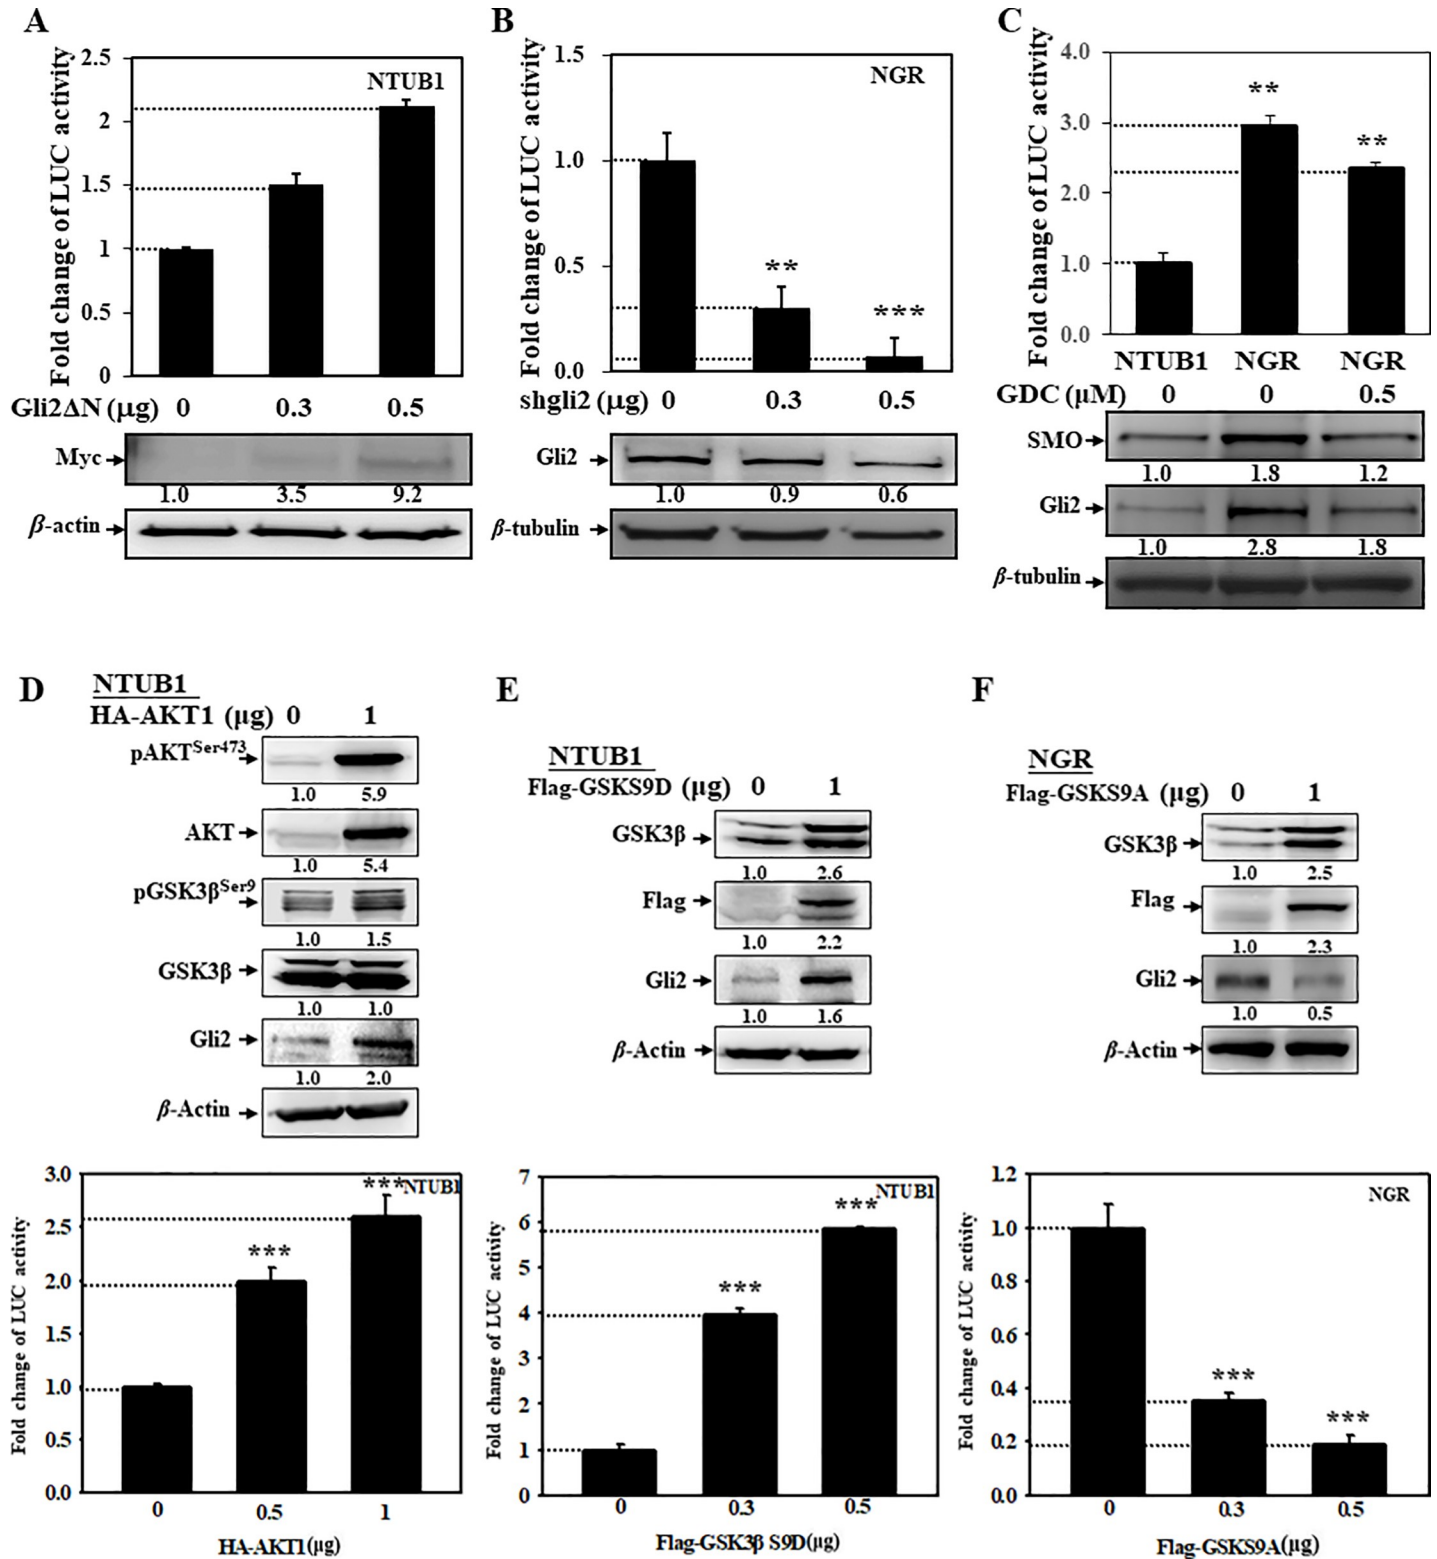 A
Fold change of LUC activity
2.5
2
1.5
1
0.5
0
NTUB1
Gli2ΔN (µg) 0 0.3 0.5
Myc
1.0 3.5 9.2
β-actin
B
Fold change of LUC activity
1.5
1.0
0.5
0.0
NGR
**
***
shgli2 (µg) 0 0.3 0.5
Gli2
1.0 0.9 0.6
β-tubulin
C
Fold change of LUC activity
4.0
3.0
2.0
1.0
0.0
**
**
NTUB1 NGR NGR
GDC (µM) 0 0 0.5
SMO
1.0 1.8 1.2
Gli2
1.0 2.8 1.8
β-tubulin
D
NTUB1
HA-AKT1 (µg) 0 1
pAKTSer473
1.0 5.9
AKT
1.0 5.4
pGSK3βSer9
1.0 1.5
GSK3β
1.0 1.0
Gli2
1.0 2.0
β-Actin
Fold change of LUC activity
3.0
2.5
2.0
1.0
0.5
0.0
***
***
NTUB1
0 0.5 1
HA-AKT1(µg)
E
NTUB1
Flag-GSKS9D (µg) 0 1
GSK3β
1.0 2.6
Flag
1.0 2.2
Gli2
1.0 1.6
β-Actin
Fold change of LUC activity
7
6
5
4
3
2
1
0
***
***
NTUB1
0 0.3 0.5
Flag-GSK3β S9D(µg)
F
NGR
Flag-GSKS9A (µg) 0 1
GSK3β
1.0 2.5
Flag
1.0 2.3
Gli2
1.0 0.5
β-Actin
Fold change of LUC activity
1.2
1.0
0.8
0.6
0.4
0.2
0.0
NGR
***
***
0 0.3 0.5
Flag-GSKS9A(µg)